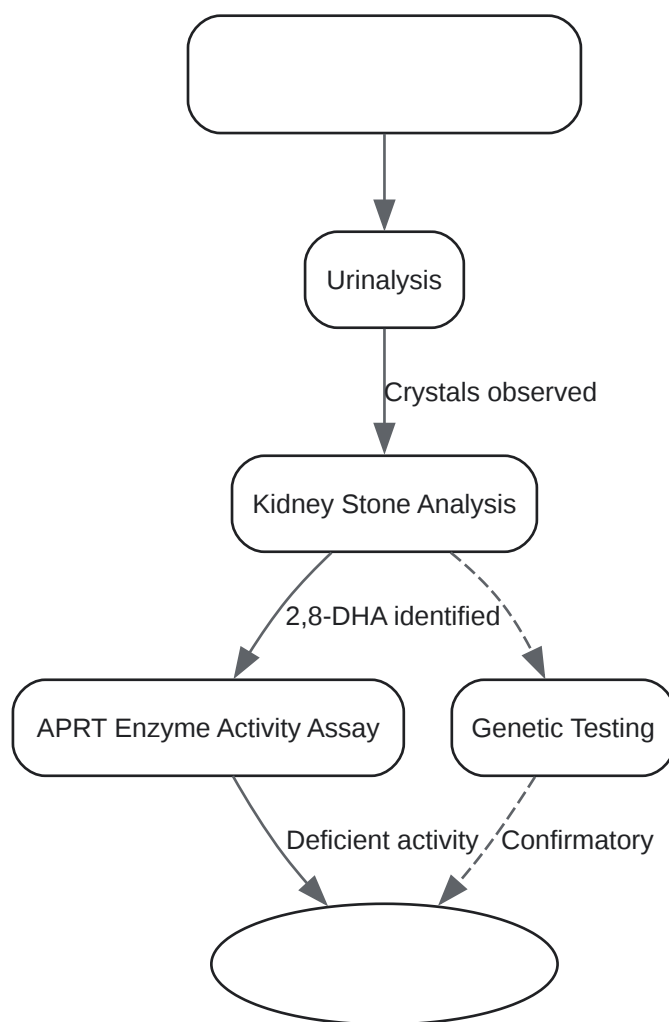 Urinalysis
Crystals observed
Kidney Stone Analysis
2,8-DHA identified
APRT Enzyme Activity Assay
Genetic Testing
Deficient activity
Confirmatory